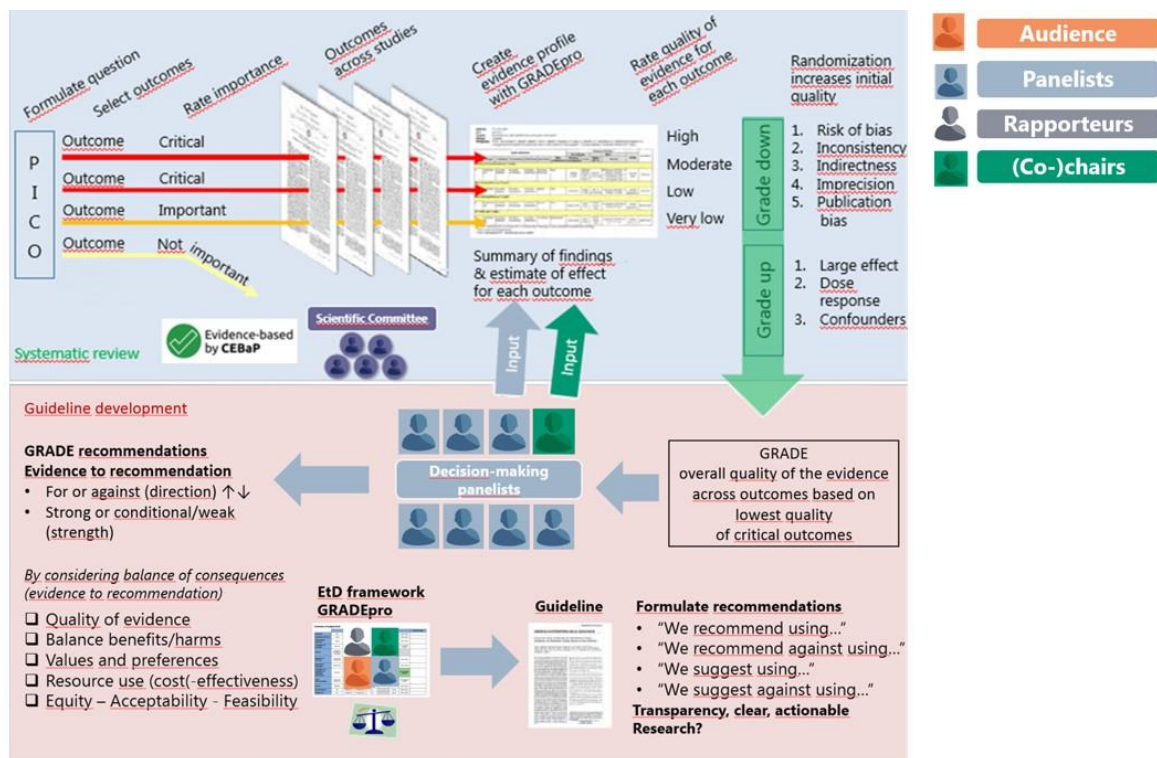 Formulate question
Select outcomes
Rate importance
Outcomes
across studies
Create
evidence profile
with GRADEpro
Rate quality of
evidence for
each outcome
Randomization
increases initial
quality
P
I
C
O
Outcome
Critical
Outcome
Critical
Outcome
Important
Outcome
Not important
High
Moderate
Low
Very low
Grade down
1. Risk of bias
2. Inconsistency
3. Indirectness
4. Imprecision
5. Publication
bias
Grade up
1. Large effect
2. Dose
response
3. Confounders
Summary of findings
& estimate of effect
for each outcome
Systematic review
Evidence-based
by CEBaP
Scientific Committee
Input
Input
Audience
Panelists
Rapporteurs
(Co-)chairs
Guideline development
GRADE recommendations
Evidence to recommendation
• For or against (direction) ↑↓
• Strong or conditional/weak
(strength)
Decision-making
panelists
GRADE
overall quality of the evidence
across outcomes based on
lowest quality
of critical outcomes
By considering balance of consequences
(evidence to recommendation)
❑ Quality of evidence
❑ Balance benefits/harms
❑ Values and preferences
❑ Resource use (cost(-effectiveness)
❑ Equity – Acceptability - Feasibility
EtD framework
GRADEpro
Guideline
Formulate recommendations
• “We recommend using...”
• “We recommend against using...”
• “We suggest using...”
• “We suggest against using...”
Transparency, clear, actionable
Research?